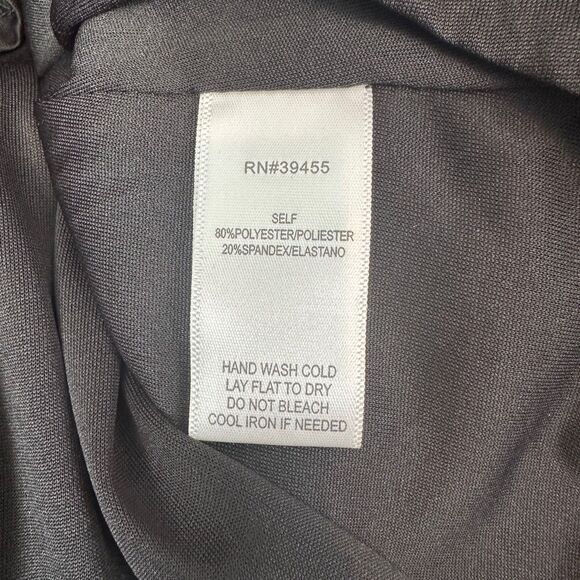 RN#39455
SELF
80%POLYESTER/POLIESTER
20%SPANDEX/ELASTANO
HAND WASH COLD
LAY FLAT TO DRY
DO NOT BLEACH
COOL IRON IF NEEDED